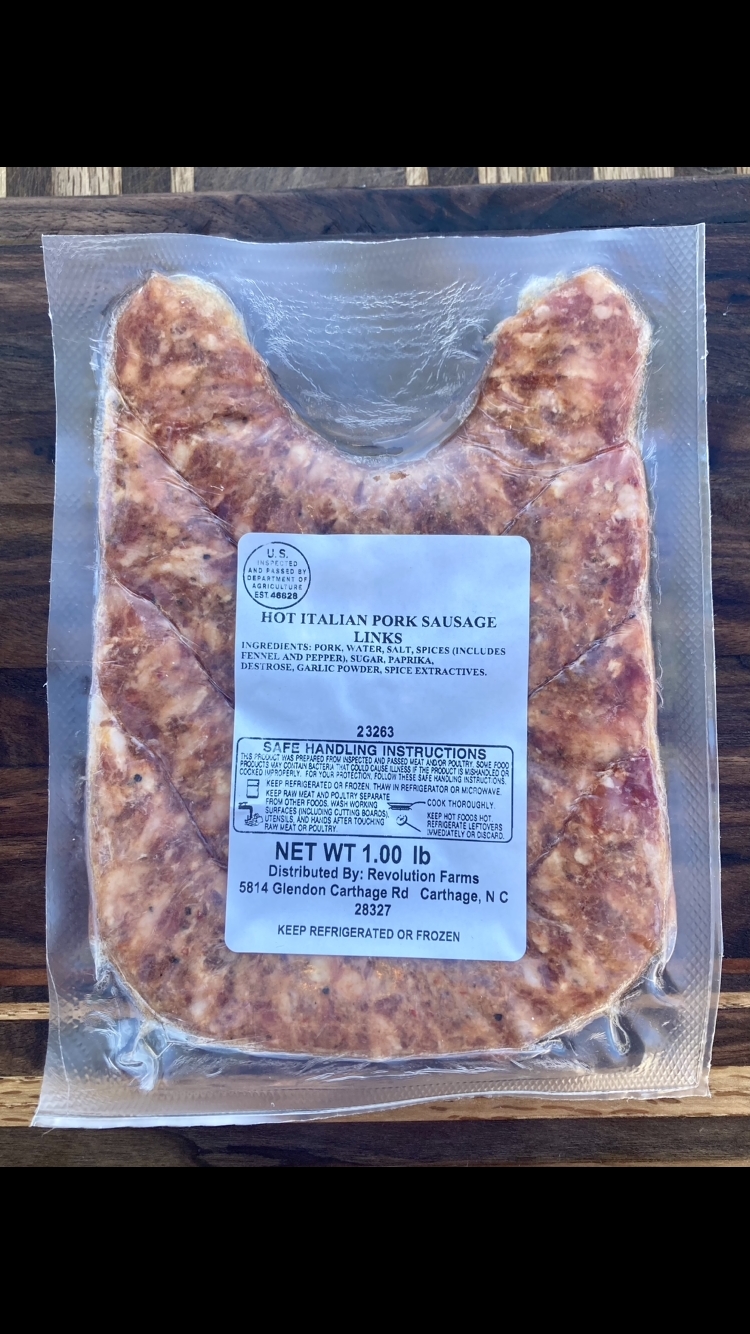 U.S.
INSPECTED
AND PASSED BY
DEPARTMENT OF
AGRICULTURE
EST. 46828
HOT ITALIAN PORK SAUSAGE
LINKS
INGREDIENTS: PORK, WATER, SALT, SPICES (INCLUDES
FENNEL AND PEPPER), SUGAR, PAPRIKA,
DESTROSE, GARLIC POWDER, SPICE EXTRACTIVES.
23263
SAFE HANDLING INSTRUCTIONS
THIS PRODUCT WAS PREPARED FROM INSPECTED AND PASSED MEAT AND/OR POULTRY. SOME FOOD
PRODUCTS MAY CONTAIN BACTERIA THAT COULD CAUSE ILLNESS IF THE PRODUCT IS MISHANDLED OR
COOKED IMPROPERLY. FOR YOUR PROTECTION, FOLLOW THESE SAFE HANDLING INSTRUCTIONS.
KEEP REFRIGERATED OR FROZEN. THAW IN REFRIGERATOR OR MICROWAVE.
KEEP RAW MEAT AND POULTRY SEPARATE
FROM OTHER FOODS. WASH WORKING
SURFACES (INCLUDING CUTTING BOARDS),
UTENSILS, AND HANDS AFTER TOUCHING
RAW MEAT OR POULTRY.
COOK THOROUGHLY.
KEEP HOT FOODS HOT.
REFRIGERATE LEFTOVERS
IMMEDIATELY OR DISCARD.
NET WT 1.00 lb
Distributed By: Revolution Farms
5814 Glendon Carthage Rd Carthage, N C
28327
KEEP REFRIGERATED OR FROZEN